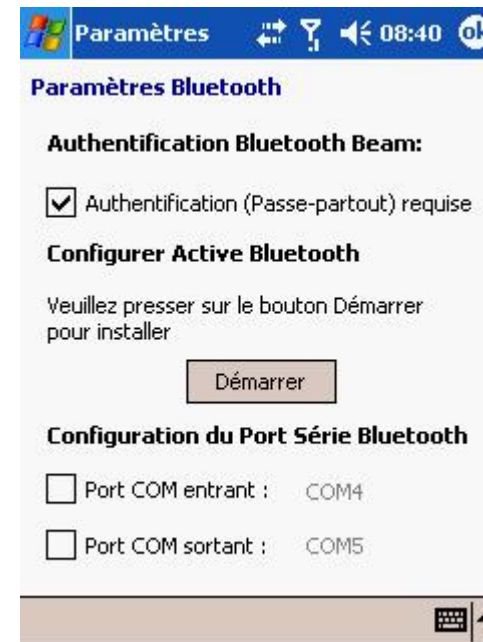 Paramètres 08:40 ok
Paramètres Bluetooth
Authentification Bluetooth Beam:
Authentification (Passe-partout) requise
Configurer Active Bluetooth
Veuillez presser sur le bouton Démarrer
pour installer
Démarrer
Configuration du Port Série Bluetooth
Port COM entrant : COM4
Port COM sortant : COM5